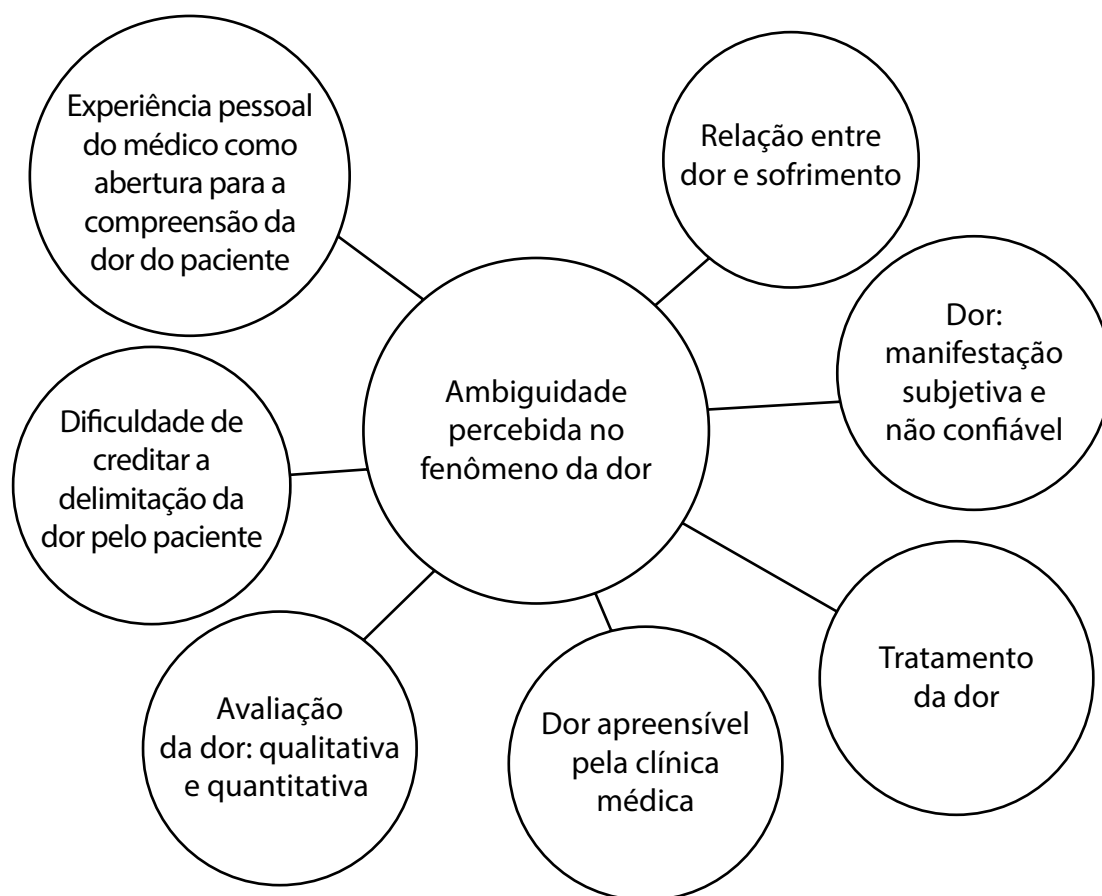 Experiência pessoal
do médico como
abertura para a
compreensão da
dor do paciente
Relação entre
dor e sofrimento
Dor:
manifestação
subjetiva e
não confiável
Ambiguidade
percebida no
fenômeno da dor
Dificuldade de
creditar a
delimitação da
dor pelo paciente
Tratamento
da dor
Avaliação
da dor: qualitativa
e quantitativa
Dor apreensível
pela clínica
médica